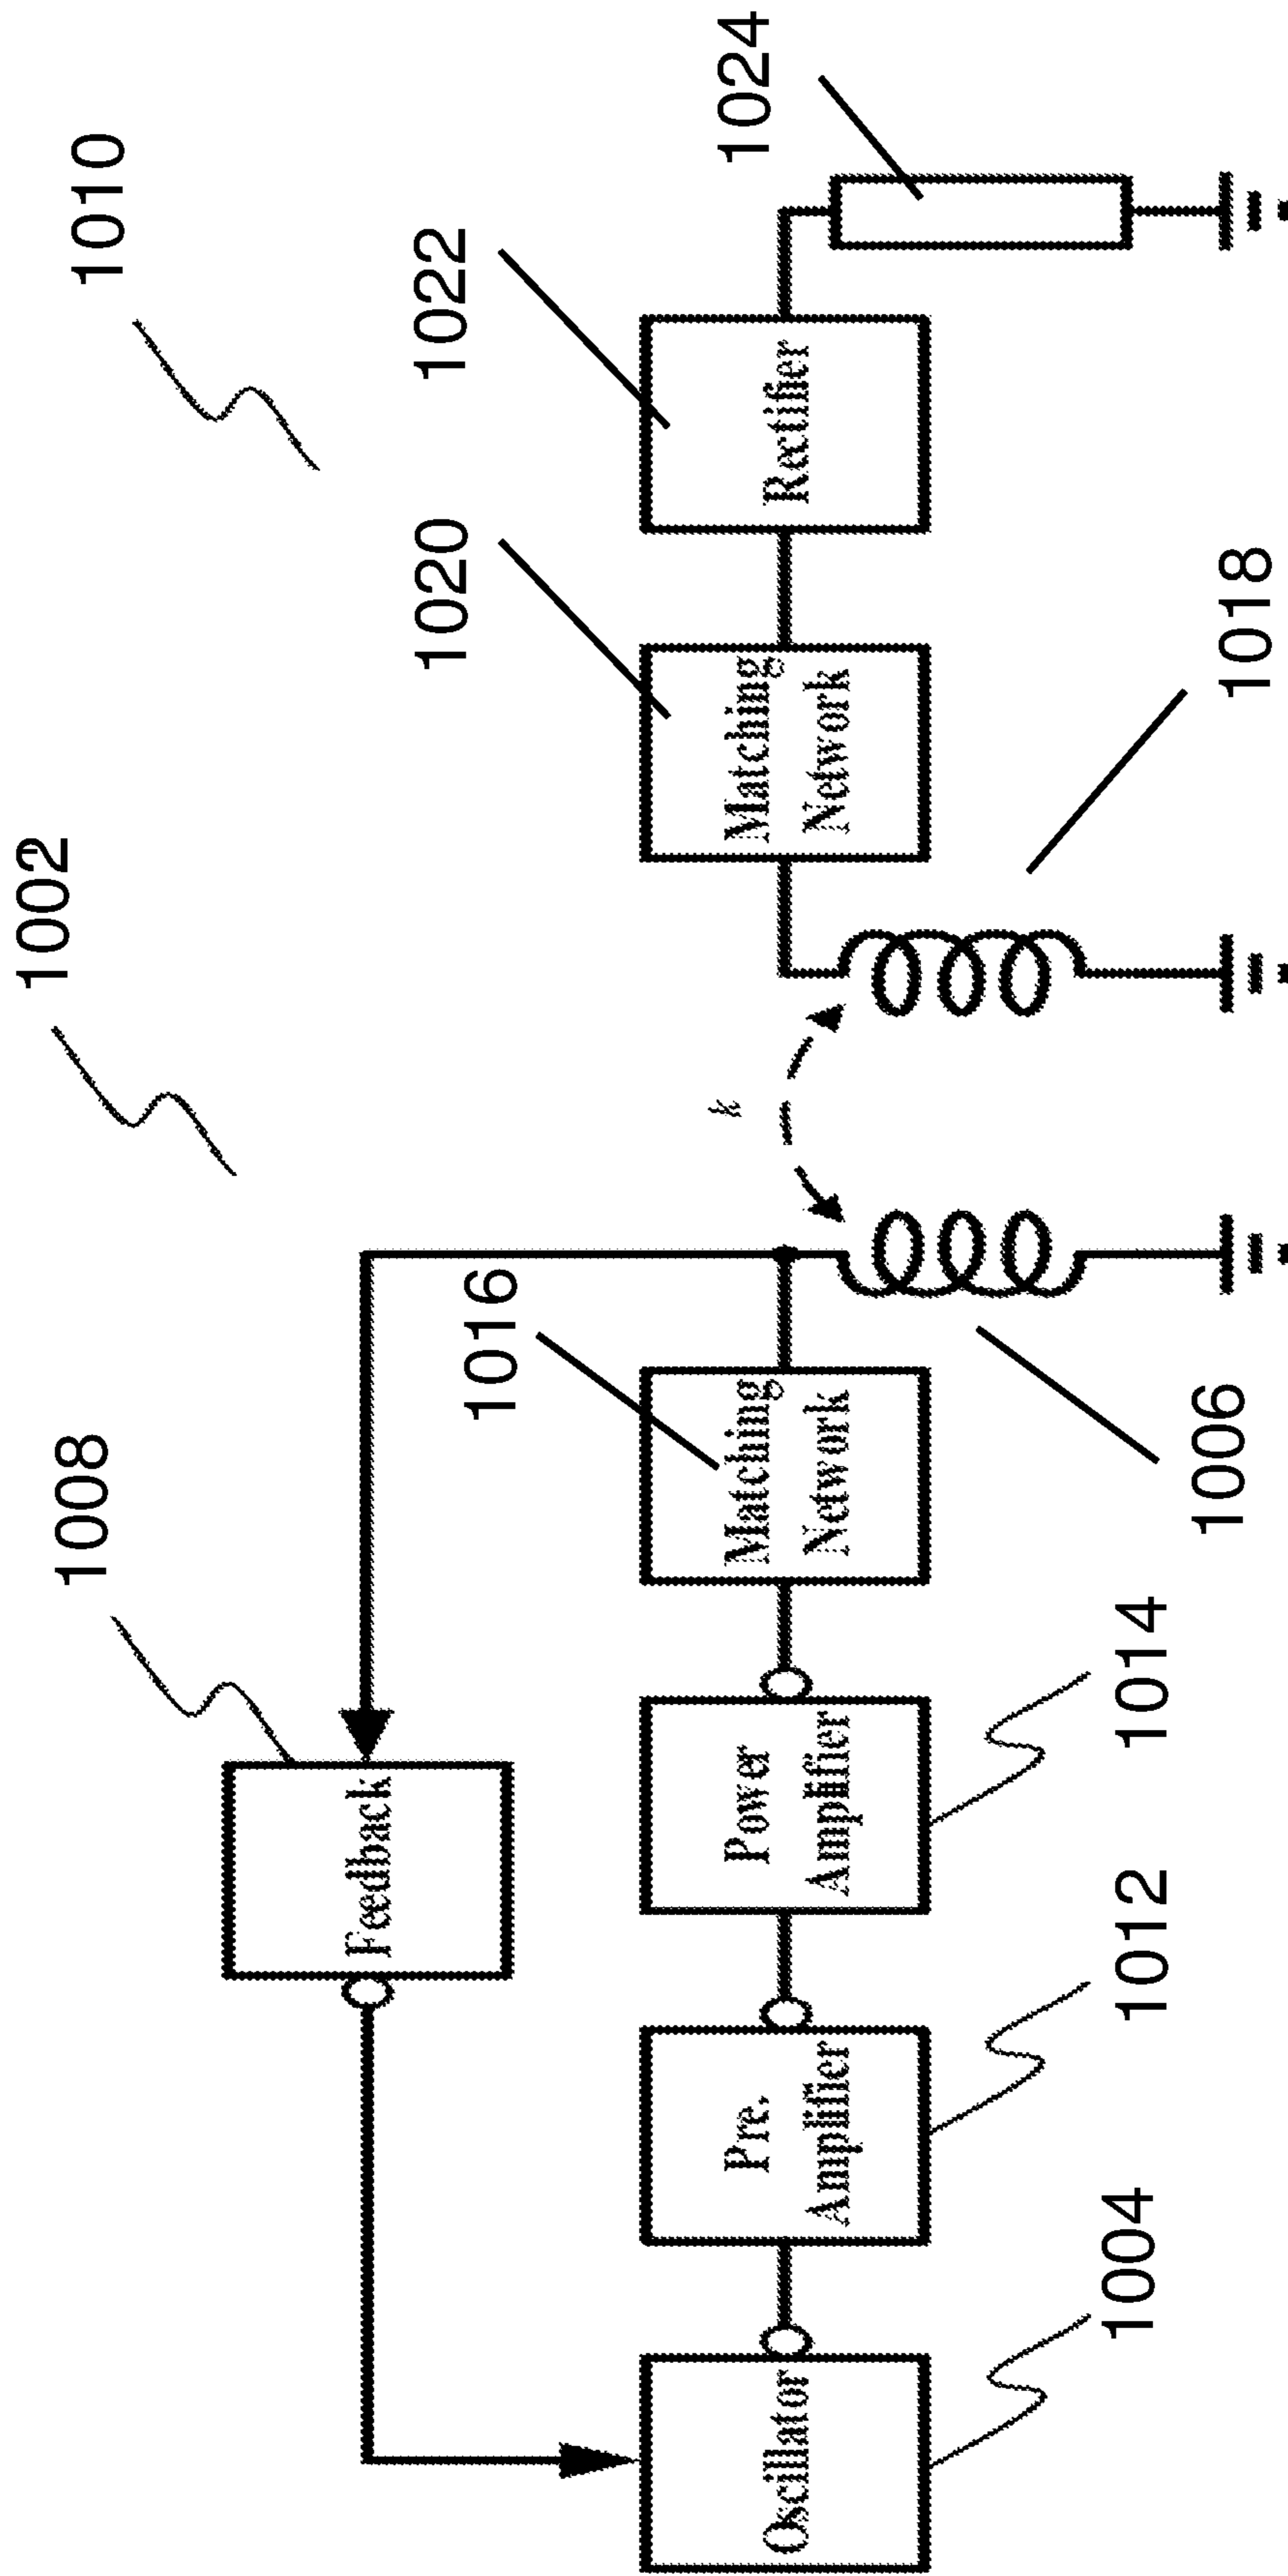 1002
1010
1008
Feedback
1016
1020
1022
1024
k
Oscillator
Pre.
Amplifier
Power
Amplifier
Matching
Network
Matching
Network
Rectifier
1004
1012
1014
1006
1018